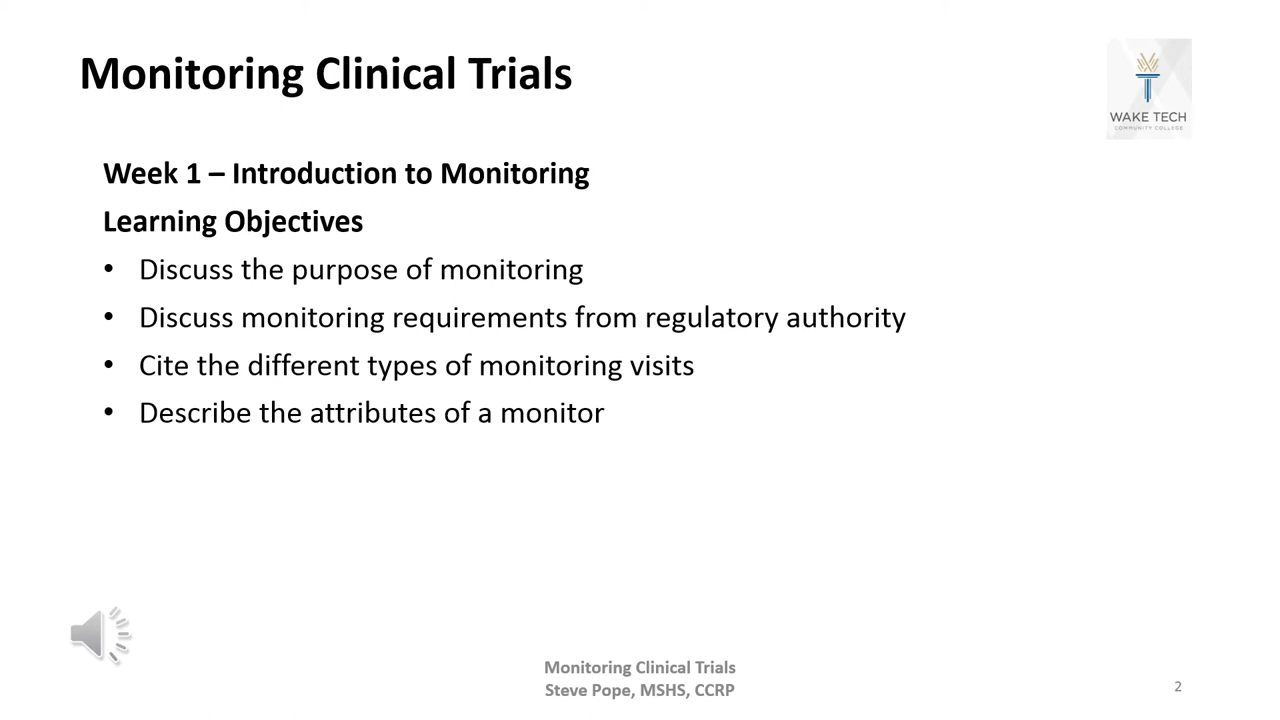 Monitoring Clinical Trials
WAKE TECH
COMMUNITY COLLEGE
Week 1 – Introduction to Monitoring
Learning Objectives
• Discuss the purpose of monitoring
• Discuss monitoring requirements from regulatory authority
• Cite the different types of monitoring visits
• Describe the attributes of a monitor
Monitoring Clinical Trials
Steve Pope, MSHS, CCRP
2